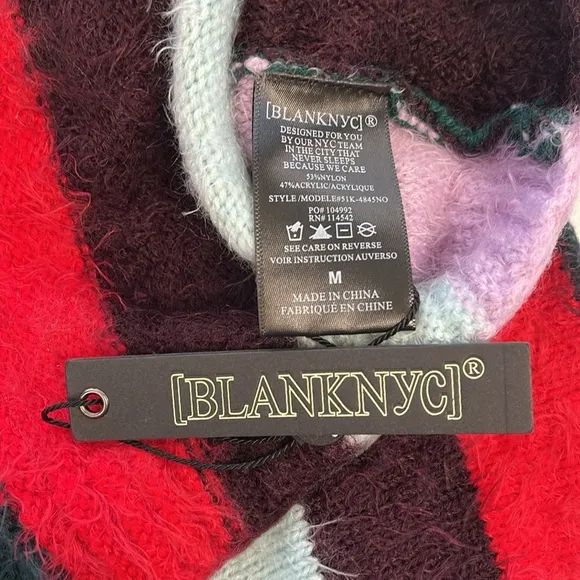 [BLANKNYC]®
DESIGNED FOR YOU
BY OUR NYC TEAM
IN THE CITY THAT
NEVER SLEEPS
BECAUSE WE CARE
53%NYLON
47%ACRYLIC/ACRYLIQUE
STYLE/MODELE#51K-4845NO
PO# 104992
RN# 114542
SEE CARE ON REVERSE
VOIR INSTRUCTION AUVERSO
M
MADE IN CHINA
FABRIQUÉ EN CHINE
[BLANKNYC]®